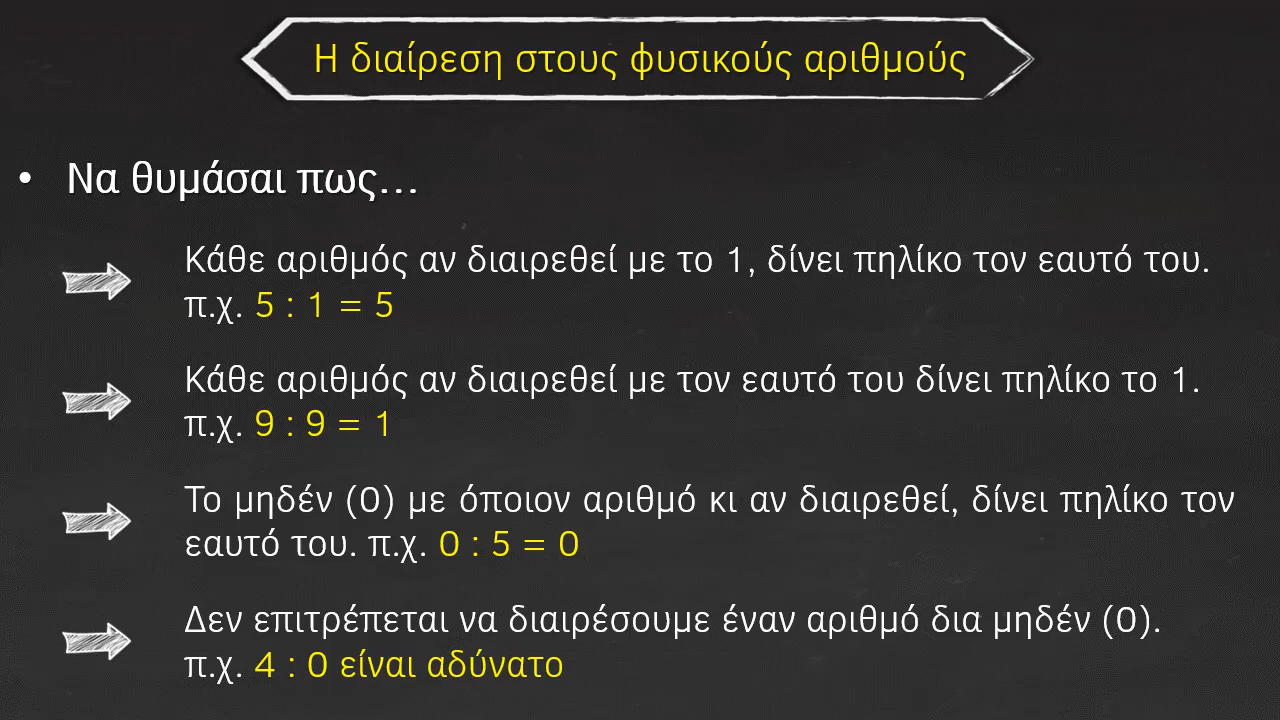 Η διαίρεση στους φυσικούς αριθμούς
• Να θυμάσαι πως...
Κάθε αριθμός αν διαιρεθεί με το 1, δίνει πηλίκο τον εαυτό του.
π.χ. 5 : 1 = 5
Κάθε αριθμός αν διαιρεθεί με τον εαυτό του δίνει πηλίκο το 1.
π.χ. 9 : 9 = 1
Το μηδέν (0) με όποιον αριθμό κι αν διαιρεθεί, δίνει πηλίκο τον
εαυτό του. π.χ. 0 : 5 = 0
Δεν επιτρέπεται να διαιρέσουμε έναν αριθμό δια μηδέν (0).
π.χ. 4 : 0 είναι αδύνατο